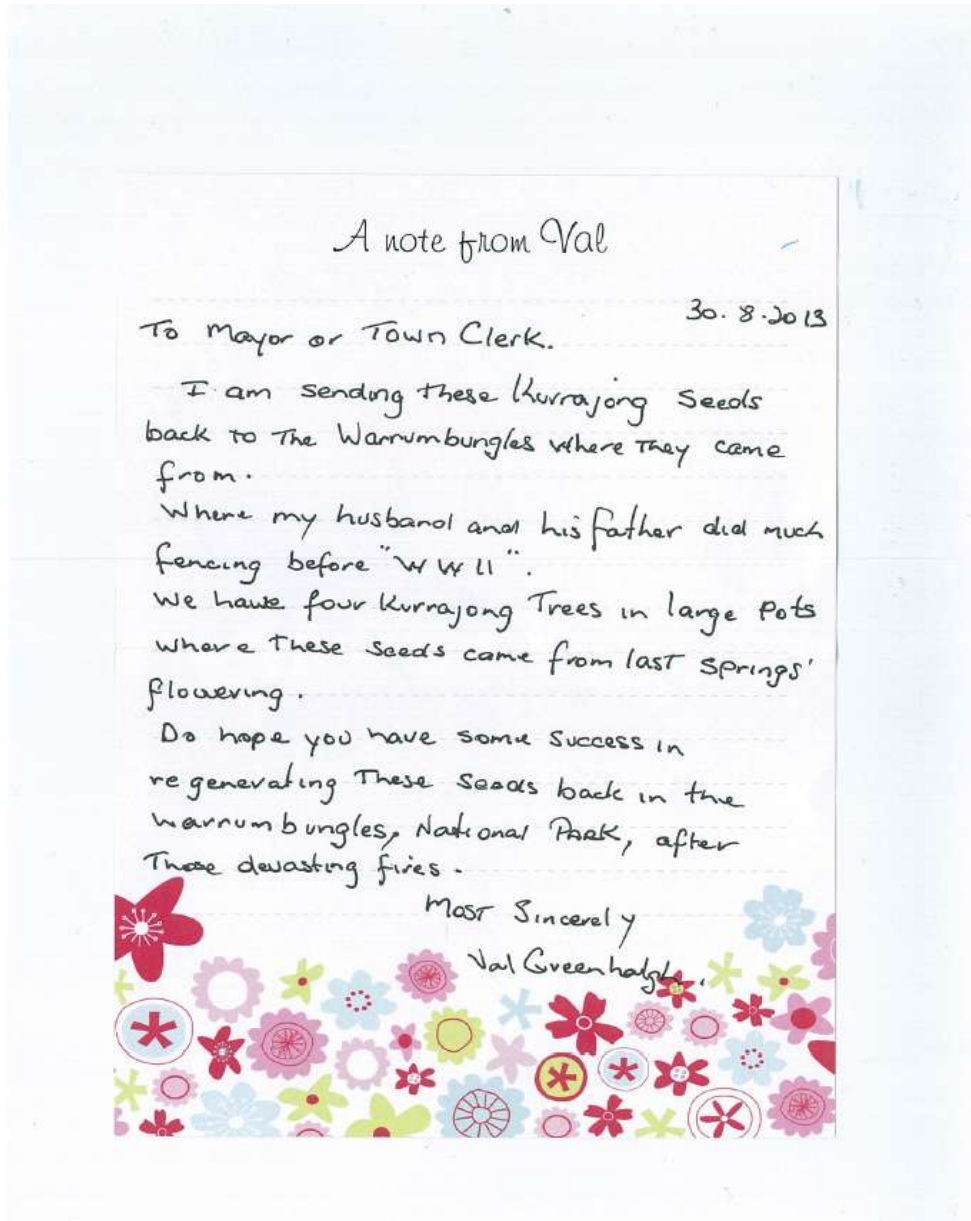 A note from Val
30.8.2013
To Mayor or Town Clerk.
I am sending these Kurrajong Seeds
back to The Warrumbungles where They came
from.
Where my husband and his father did much
fencing before "WWII".
We have four Kurrajong Trees in large Pots
where These Seeds came from last Springs'
flowering.
Do hope you have some Success in
regenerating These Seeds back in the
Warrumbungles, National Park, after
Those devasting fires.
Most Sincerely
Val Greenhalgh.